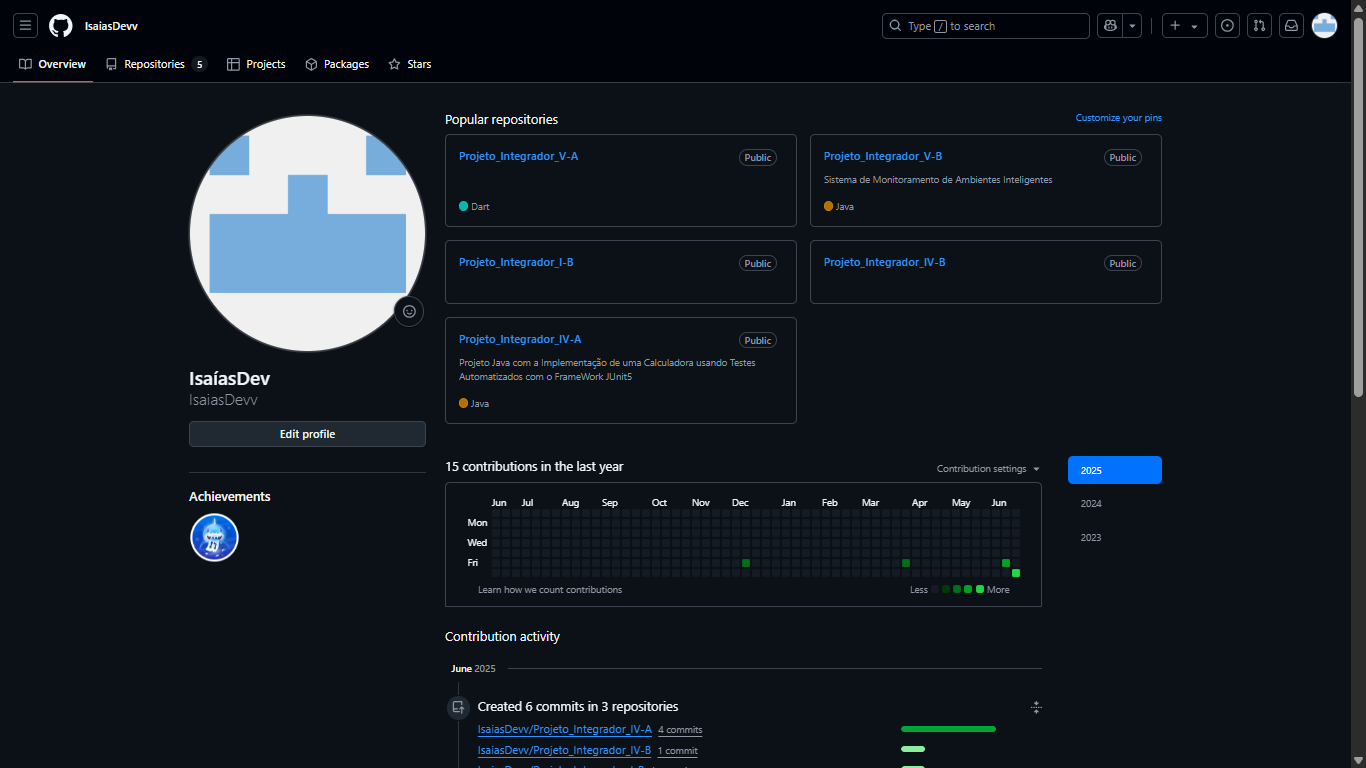 IsaiasDevv
Type / to search
Overview
Repositories 5
Projects
Packages
Stars
IsaíasDev
IsaiasDevv
Edit profile
Achievements
Popular repositories
Customize your pins
Projeto_Integrador_V-A
Public
Dart
Projeto_Integrador_V-B
Public
Sistema de Monitoramento de Ambientes Inteligentes
Java
Projeto_Integrador_I-B
Public
Projeto_Integrador_IV-B
Public
Projeto_Integrador_IV-A
Public
Projeto Java com a Implementação de uma Calculadora usando Testes
Automatizados com o FrameWork JUnit5
Java
15 contributions in the last year
Contribution settings
2025
2024
2023
Jun Jul Aug Sep Oct Nov Dec Jan Feb Mar Apr May Jun
Mon
Wed
Fri
Learn how we count contributions
Less More
Contribution activity
June 2025
Created 6 commits in 3 repositories
IsaiasDevv/Projeto_Integrador_IV-A 4 commits
IsaiasDevv/Projeto_Integrador_IV-B 1 commit